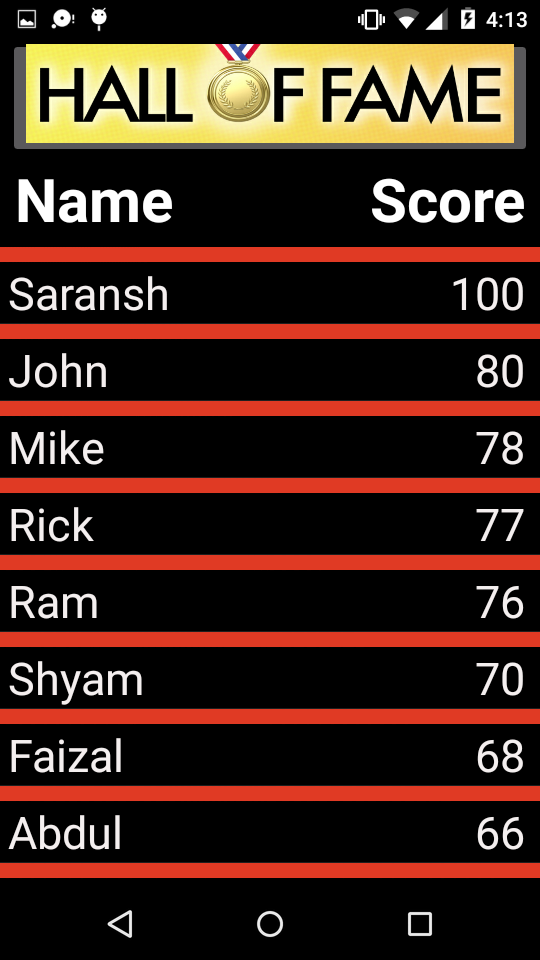 4:13
HALL OF FAME
Name Score
Saransh 100
John 80
Mike 78
Rick 77
Ram 76
Shyam 70
Faizal 68
Abdul 66